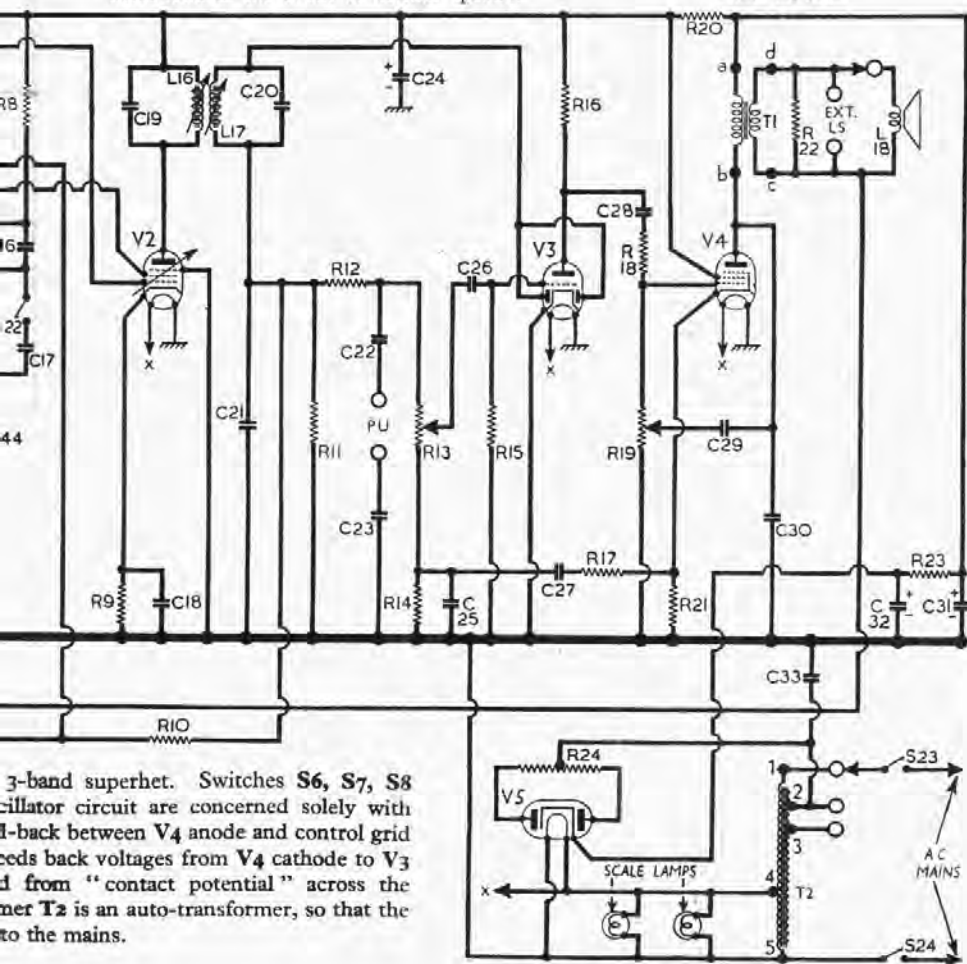 R20
a
d
L16
C24
R16
R8
C19
C20
T1
R
22
EXT.
LS
L
18
L17
b
c
C28
V2
V3
R
18
V4
R12
C26
C17
x
C22
x
x
PU
C21
R11
R13
R15
R19
C29
44
C23
C30
R17
R23
R9
C18
R14
C
25
C27
R21
C
32
+
-
C31
+
-
C33
R10
R24
1
S23
V5
2
3
A C
MAINS
SCALE LAMPS
4
x
T2
5
S24
3-band superhet. Switches S6, S7, S8
cillator circuit are concerned solely with
d-back between V4 anode and control grid
eeds back voltages from V4 cathode to V3
d from "contact potential" across the
mer T2 is an auto-transformer, so that the
to the mains.